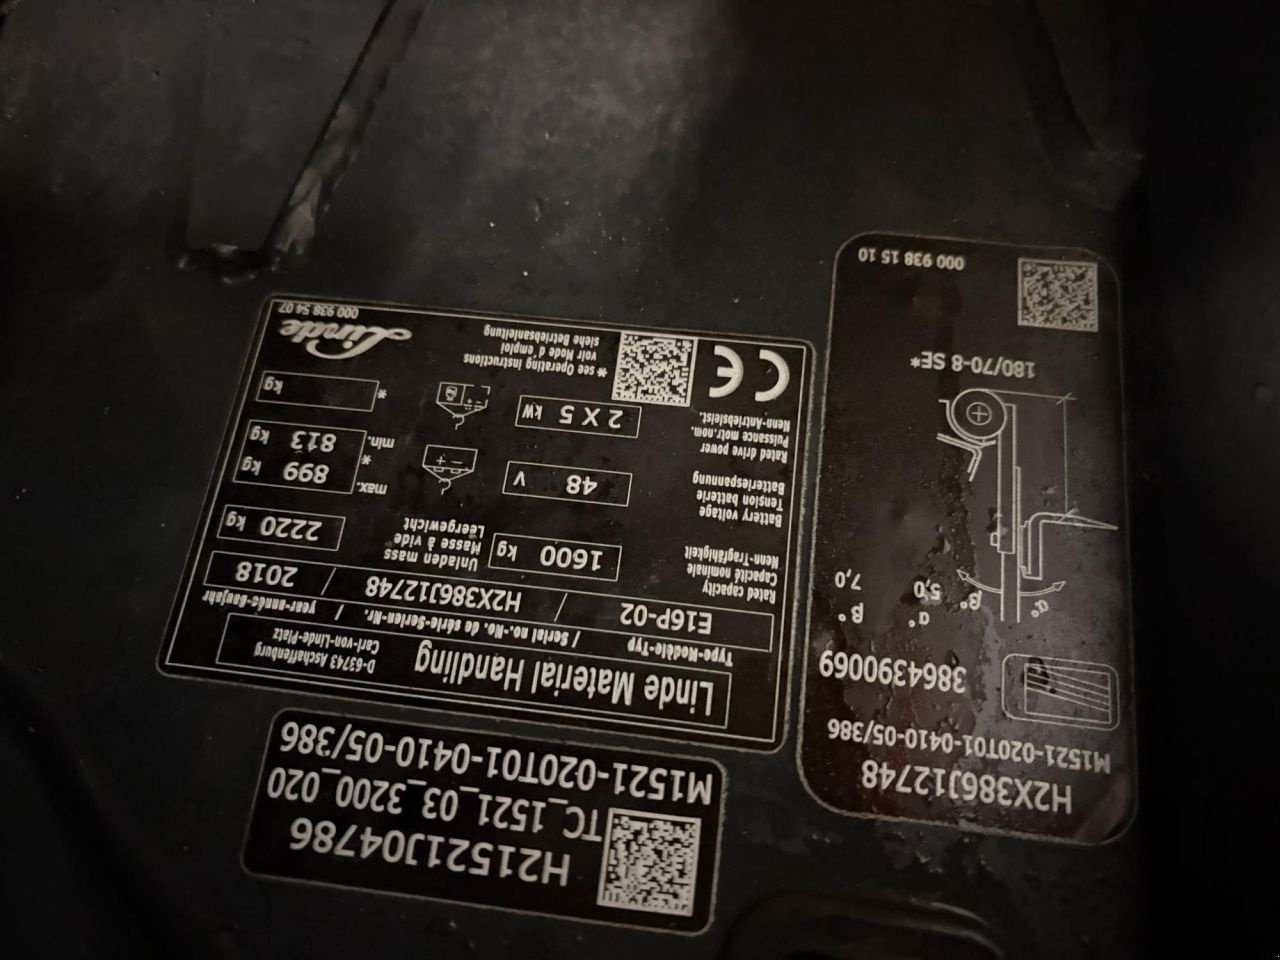 Linde Material Handling
D-63743 Aschaffenburg
Carl-von-Linde-Platz
Type-Modèle-Typ / Serial no.-No. de série-Serien-Nr. / year-année-Baujahr
E16P-02 / H2X386J12748 / 2018
Rated capacity
Capacité nominale
Nenn-Tragfähigkeit
1600 kg
Unladen mass
Masse à vide
Leergewicht
2220 kg
Battery voltage
Tension batterie
Batteriespannung
48 V
max. 899 kg
*
min. 813 kg
Rated drive power
Puissance motr.nom.
Nenn-Antriebsleist.
2 X 5 kW
* kg
CE
* see Operating instructions
voir Mode d'emploi
siehe Betriebsanleitung
Linde
000 938 54 07
H21521J04786
TC_1521_03_3200_020
M1521-020T01-0410-05/386
H2X386J12748
M1521-020T01-0410-05/386
3864390069
α° β°
α° β°
5,0 7,0
180/70-8 SE*
000 938 15 10